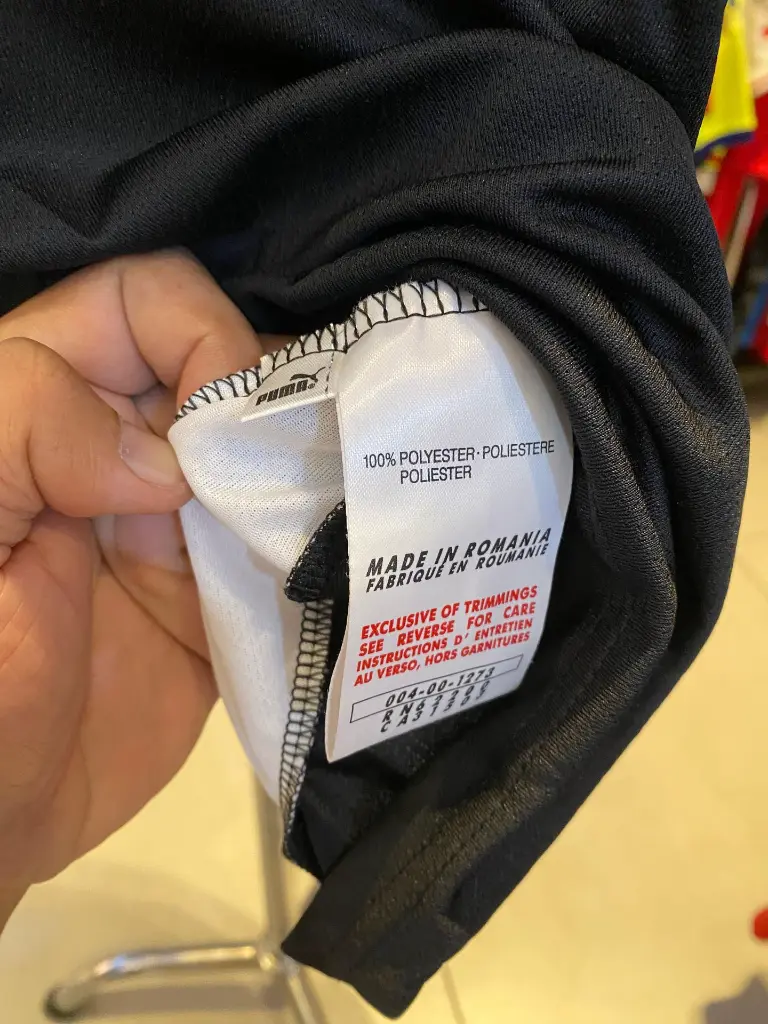 PUMA®
100% POLYESTER·POLIESTERE
POLIESTER
MADE IN ROMANIA
FABRIQUÉ EN ROUMANIE
EXCLUSIVE OF TRIMMINGS
SEE REVERSE FOR CARE
INSTRUCTIONS D' ENTRETIEN
AU VERSO, HORS GARNITURES
004-00-1273